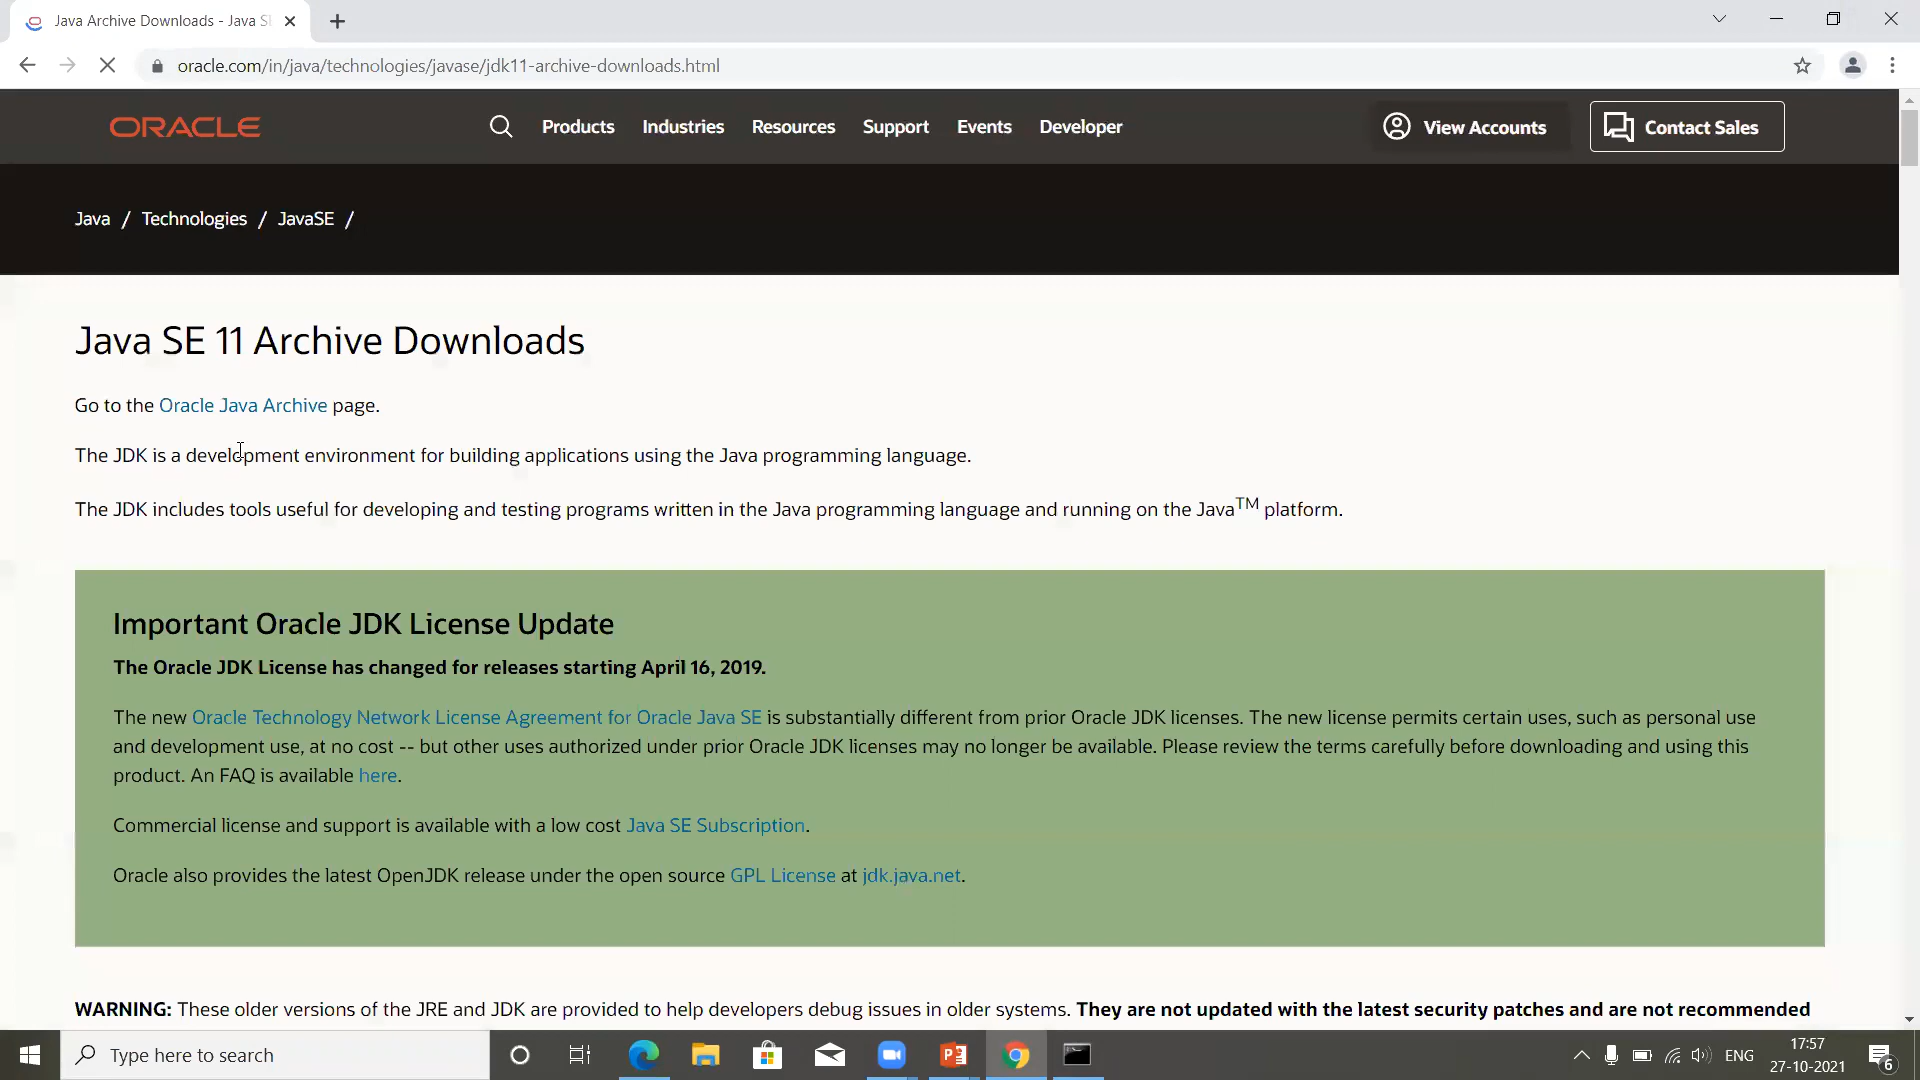 Java Archive Downloads - Java S
oracle.com/in/java/technologies/javase/jdk11-archive-downloads.html
ORACLE Products Industries Resources Support Events Developer View Accounts Contact Sales
Java / Technologies / JavaSE /
Java SE 11 Archive Downloads
Go to the Oracle Java Archive page.
The JDK is a development environment for building applications using the Java programming language.
The JDK includes tools useful for developing and testing programs written in the Java programming language and running on the Java™ platform.
Important Oracle JDK License Update
The Oracle JDK License has changed for releases starting April 16, 2019.
The new Oracle Technology Network License Agreement for Oracle Java SE is substantially different from prior Oracle JDK licenses. The new license permits certain uses, such as personal use
and development use, at no cost -- but other uses authorized under prior Oracle JDK licenses may no longer be available. Please review the terms carefully before downloading and using this
product. An FAQ is available here.
Commercial license and support is available with a low cost Java SE Subscription.
Oracle also provides the latest OpenJDK release under the open source GPL License at jdk.java.net.
WARNING: These older versions of the JRE and JDK are provided to help developers debug issues in older systems. They are not updated with the latest security patches and are not recommended
Type here to search
ENG
17:57
27-10-2021
6